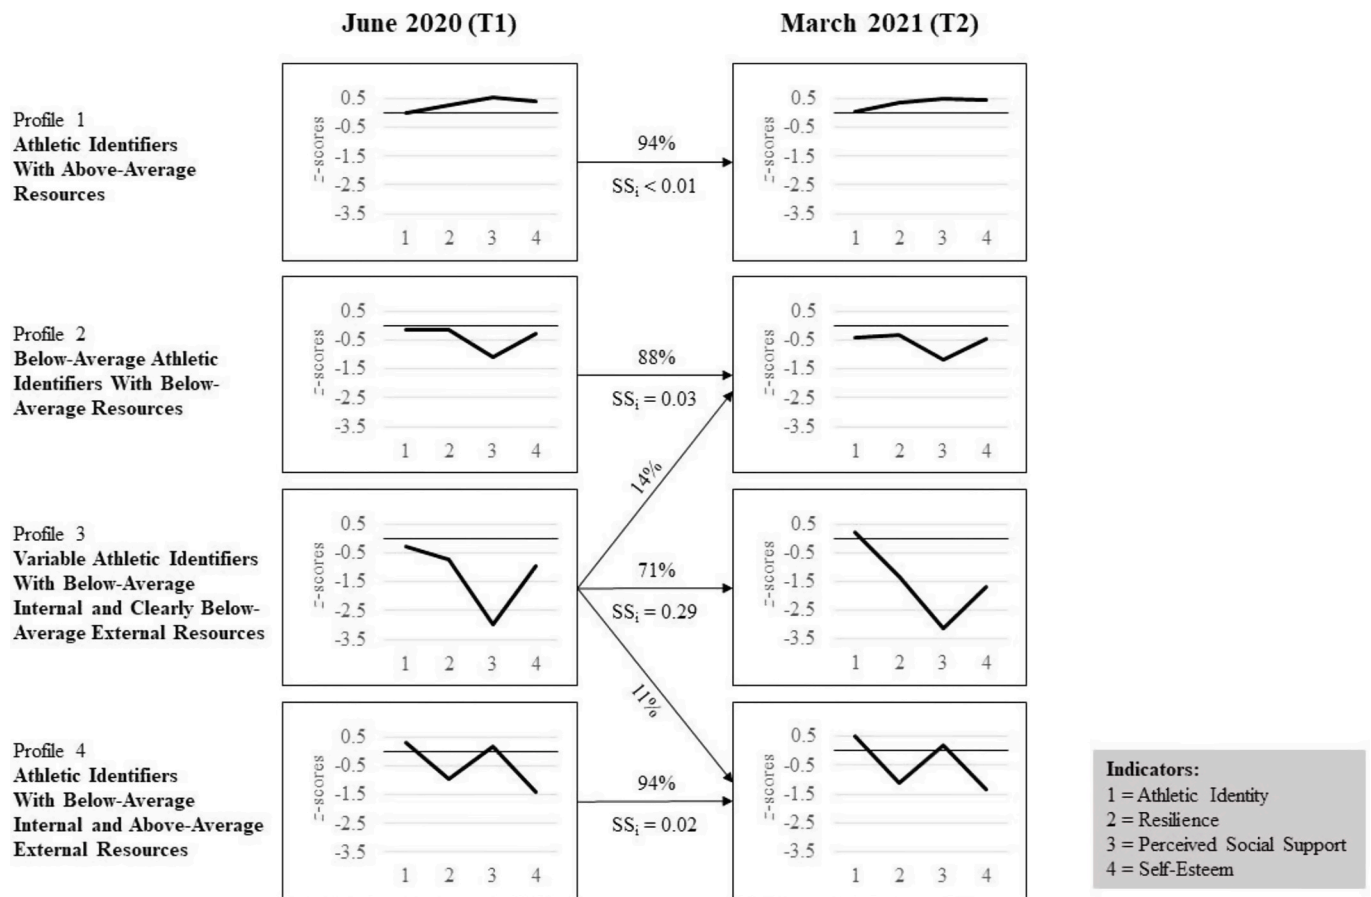 June 2020 (T1)
March 2021 (T2)
Profile 1
Athletic Identifiers
With Above-Average
Resources
z-scores
0.5
-0.5
-1.5
-2.5
-3.5
1 2 3 4
94%
SSi < 0.01
z-scores
0.5
-0.5
-1.5
-2.5
-3.5
1 2 3 4
Profile 2
Below-Average Athletic
Identifiers With Below-
Average Resources
z-scores
0.5
-0.5
-1.5
-2.5
-3.5
1 2 3 4
88%
SSi = 0.03
14%
z-scores
0.5
-0.5
-1.5
-2.5
-3.5
1 2 3 4
Profile 3
Variable Athletic Identifiers
With Below-Average
Internal and Clearly Below-
Average External Resources
z-scores
0.5
-0.5
-1.5
-2.5
-3.5
1 2 3 4
71%
SSi = 0.29
11%
z-scores
0.5
-0.5
-1.5
-2.5
-3.5
1 2 3 4
Profile 4
Athletic Identifiers
With Below-Average
Internal and Above-Average
External Resources
z-scores
0.5
-0.5
-1.5
-2.5
-3.5
1 2 3 4
94%
SSi = 0.02
z-scores
0.5
-0.5
-1.5
-2.5
-3.5
1 2 3 4
Indicators:
1 = Athletic Identity
2 = Resilience
3 = Perceived Social Support
4 = Self-Esteem